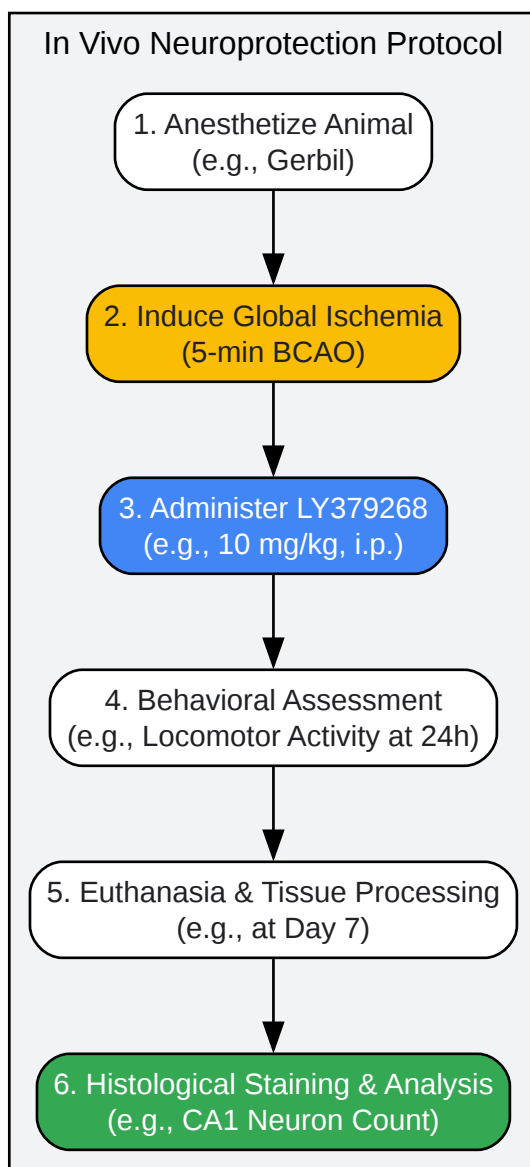 In Vivo Neuroprotection Protocol
1. Anesthetize Animal
(e.g., Gerbil)
2. Induce Global Ischemia
(5-min BCAO)
3. Administer LY379268
(e.g., 10 mg/kg, i.p.)
4. Behavioral Assessment
(e.g., Locomotor Activity at 24h)
5. Euthanasia & Tissue Processing
(e.g., at Day 7)
6. Histological Staining & Analysis
(e.g., CA1 Neuron Count)